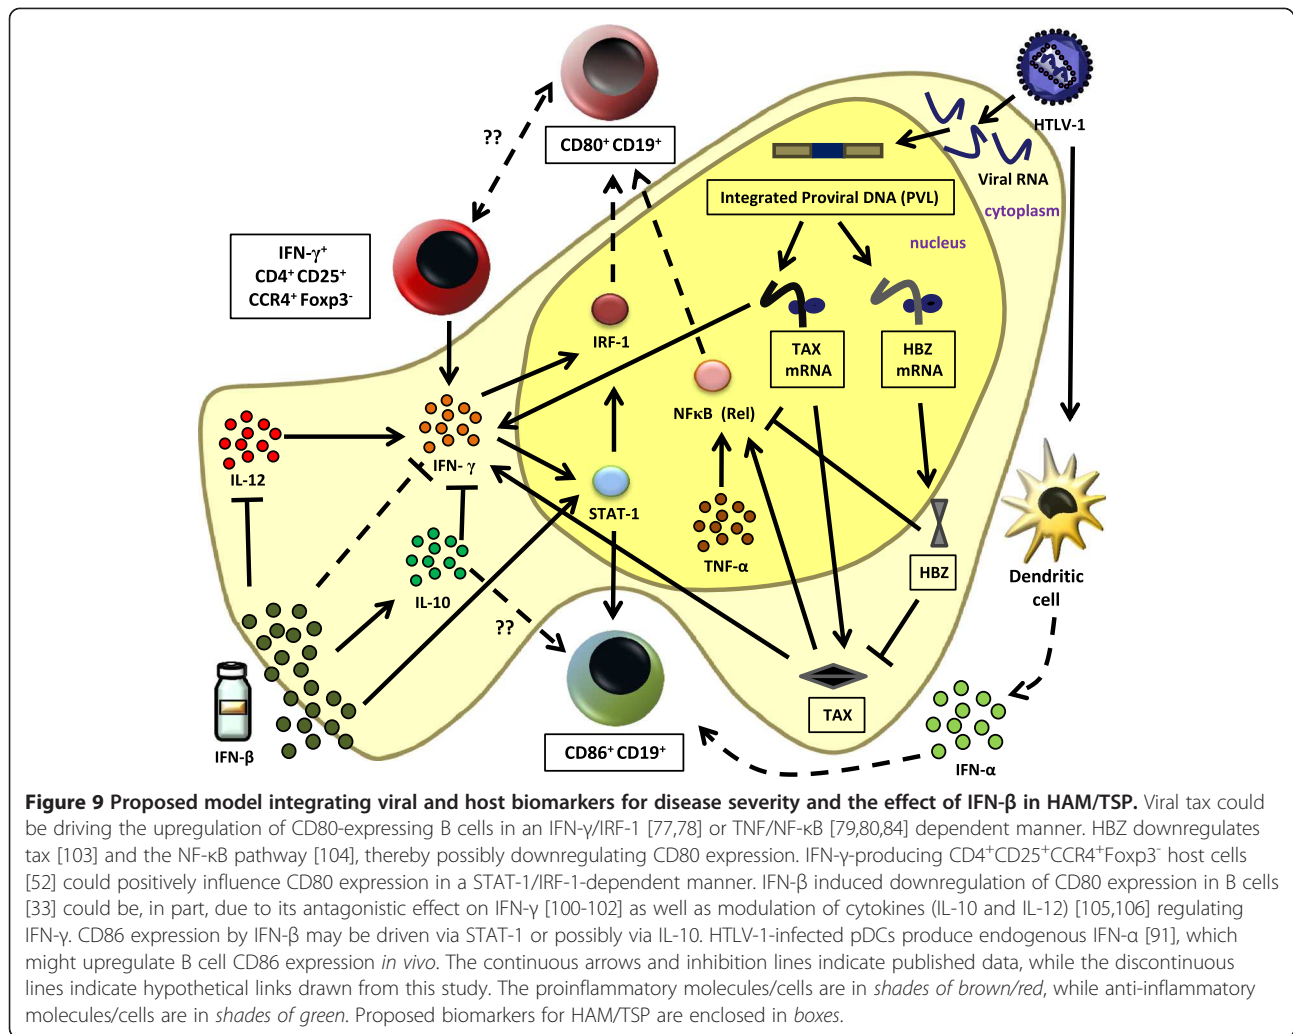 HTLV-1
??
CD80⁺ CD19⁺
Viral RNA
Integrated Proviral DNA (PVL)
cytoplasm
nucleus
IFN-γ⁺
CD4⁺ CD25⁺
CCR4⁺ Foxp3⁻
IRF-1
TAX
mRNA
HBZ
mRNA
NFκB (Rel)
IFN- γ
IL-12
STAT-1
TNF-α
HBZ
Dendritic
cell
IL-10
??
TAX
IFN-β
CD86⁺ CD19⁺
IFN-α
Figure 9 Proposed model integrating viral and host biomarkers for disease severity and the effect of IFN-β in HAM/TSP. Viral tax could
be driving the upregulation of CD80-expressing B cells in an IFN-γ/IRF-1 [77,78] or TNF/NF-κB [79,80,84] dependent manner. HBZ downregulates
tax [103] and the NF-κB pathway [104], thereby possibly downregulating CD80 expression. IFN-γ-producing CD4⁺CD25⁺CCR4⁺Foxp3⁻ host cells
[52] could positively influence CD80 expression in a STAT-1/IRF-1-dependent manner. IFN-β induced downregulation of CD80 expression in B cells
[33] could be, in part, due to its antagonistic effect on IFN-γ [100-102] as well as modulation of cytokines (IL-10 and IL-12) [105,106] regulating
IFN-γ. CD86 expression by IFN-β may be driven via STAT-1 or possibly via IL-10. HTLV-1-infected pDCs produce endogenous IFN-α [91], which
might upregulate B cell CD86 expression in vivo. The continuous arrows and inhibition lines indicate published data, while the discontinuous
lines indicate hypothetical links drawn from this study. The proinflammatory molecules/cells are in shades of brown/red, while anti-inflammatory
molecules/cells are in shades of green. Proposed biomarkers for HAM/TSP are enclosed in boxes.